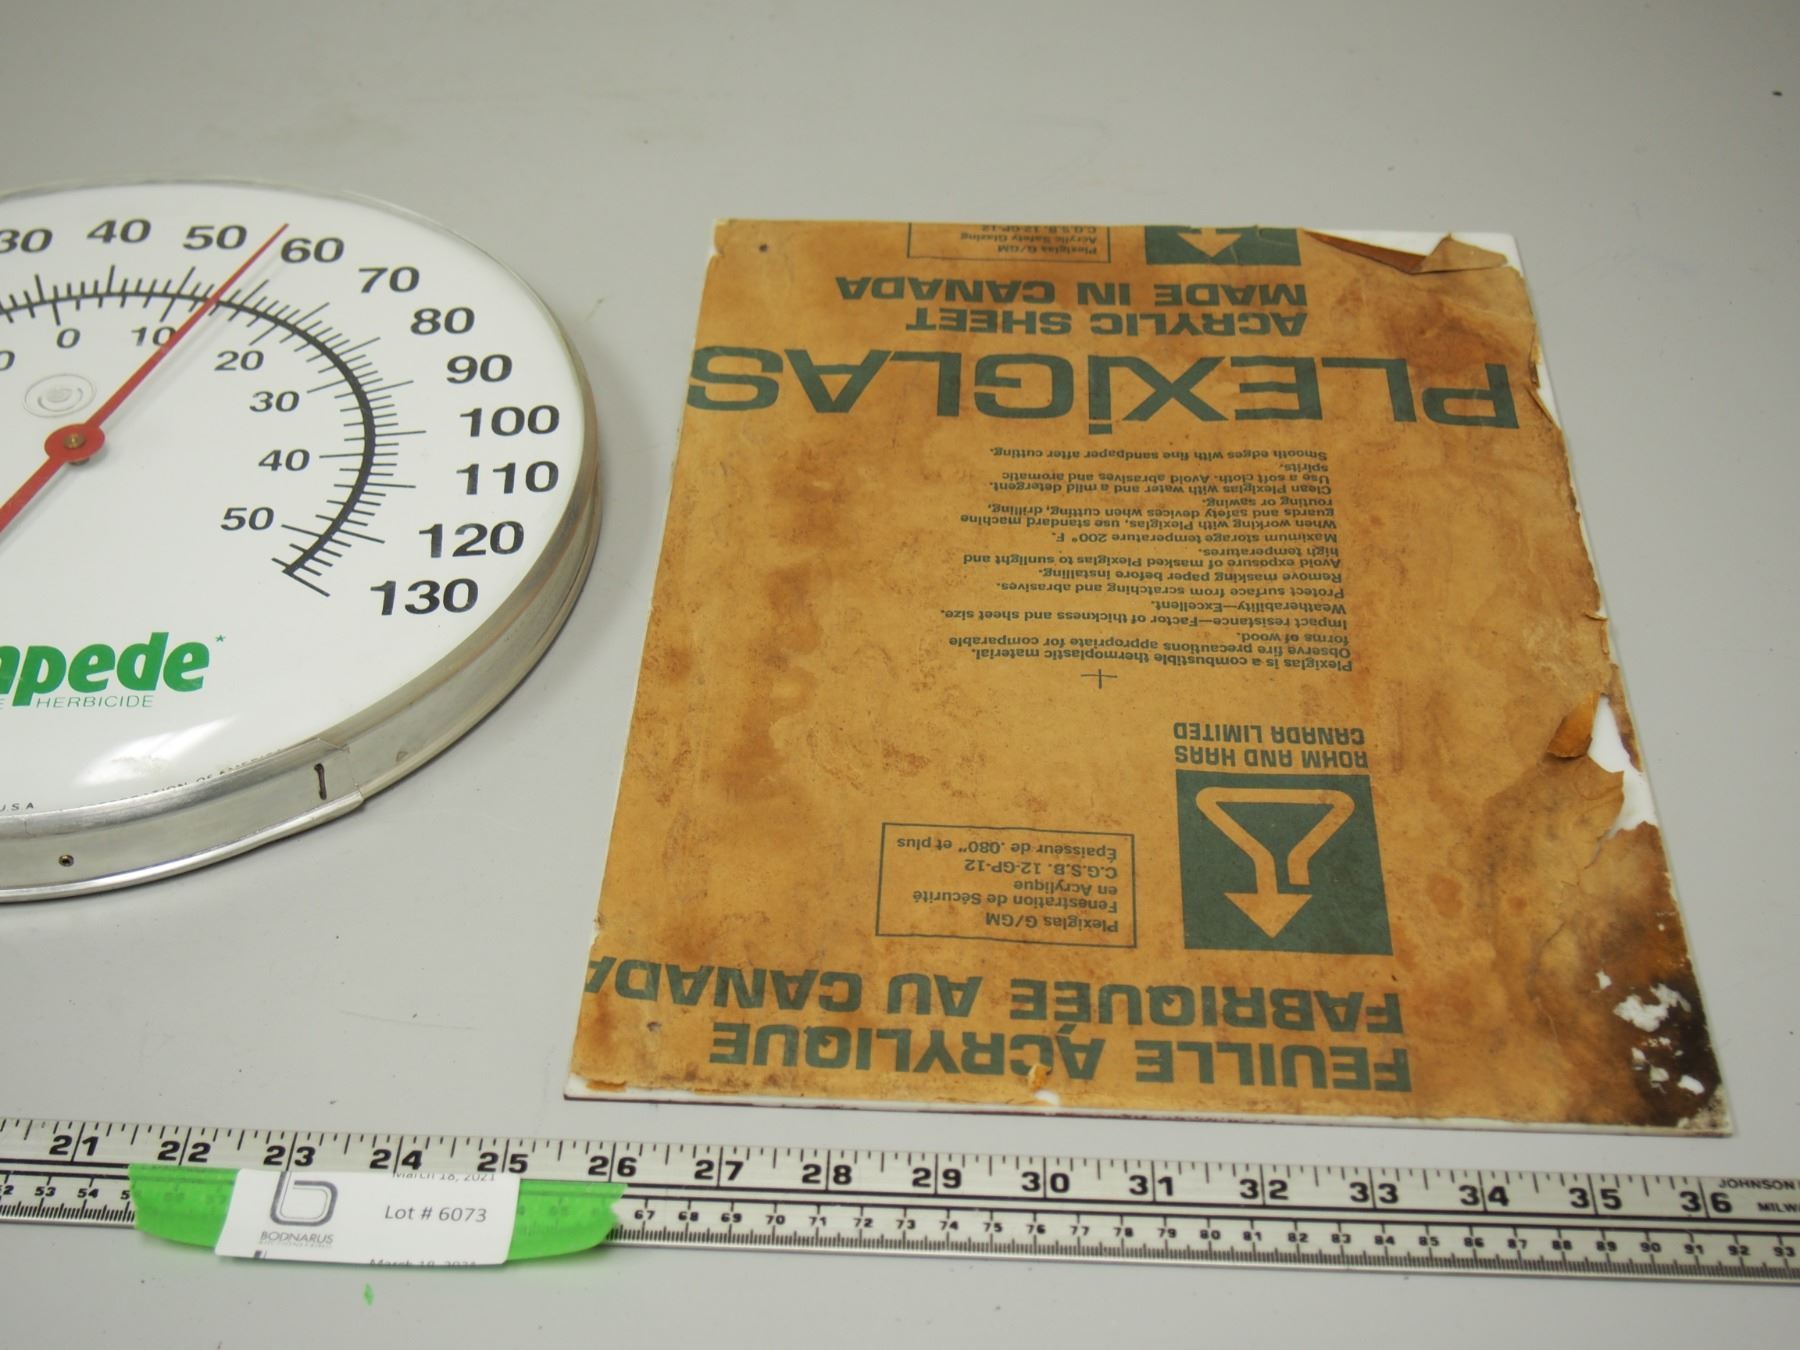 30 40 50 60 70 80 90 100 110 120 130
0 10 20 30 40 50
mpede*
HERBICIDE
U.S.A
FEUILLE ACRYLIQUE
FABRIQUÉE AU CANADA
Plexiglas G/GM
Fenestration de Sécurité
en Acrylique
C.G.S.B. 12-GP-12
Épaisseur de .080" et plus
ROHM AND HAAS
CANADA LIMITED
Plexiglas is a combustible thermoplastic material.
Observe fire precautions appropriate for comparable
forms of wood.
Impact resistance—Factor of thickness and sheet size.
Weatherability—Excellent.
Protect surface from scratching and abrasives.
Remove masking paper before installing.
Avoid exposure of masked Plexiglas to sunlight and
high temperatures.
Maximum storage temperature 200° F.
When working with Plexiglas, use standard machine
guards and safety devices when cutting, drilling,
routing or sawing.
Clean Plexiglas with water and a mild detergent.
Use a soft cloth. Avoid abrasives and aromatic
spirits.
Smooth edges with fine sandpaper after cutting.
PLEXiGLAS
ACRYLIC SHEET
MADE IN CANADA
Plexiglas G/GM
Acrylic Safety Glazing
C.G.S.B. 12-GP-12
21 22 23 24 25 26 27 28 29 30 31 32 33 34 35 36
JOHNSON
MILW
53 54 67 68 69 70 71 72 73 74 75 76 77 78 79 80 81 82 83 84 85 86 87 88 89 90 91 92 93
March 18, 2021
Lot # 6073
BODNARUS